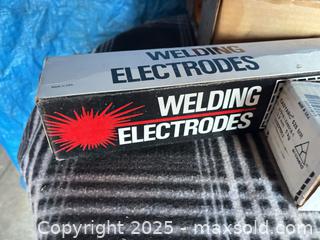 WELDING
ELECTRODES
WELDING
ELECTRODES
Copyright © 2025 - maxsold.com